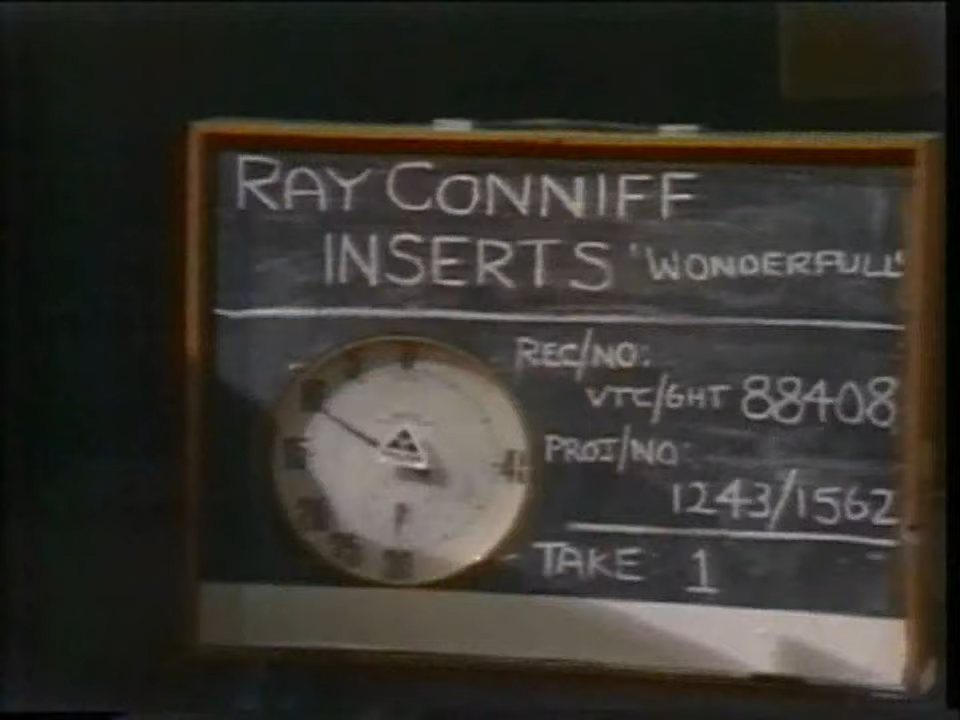 RAY CONNIFF
INSERTS 'WONDERFULL'
REC/NO:
VTC/6HT 88408
PROJ/NO:
1243/1562
TAKE 1